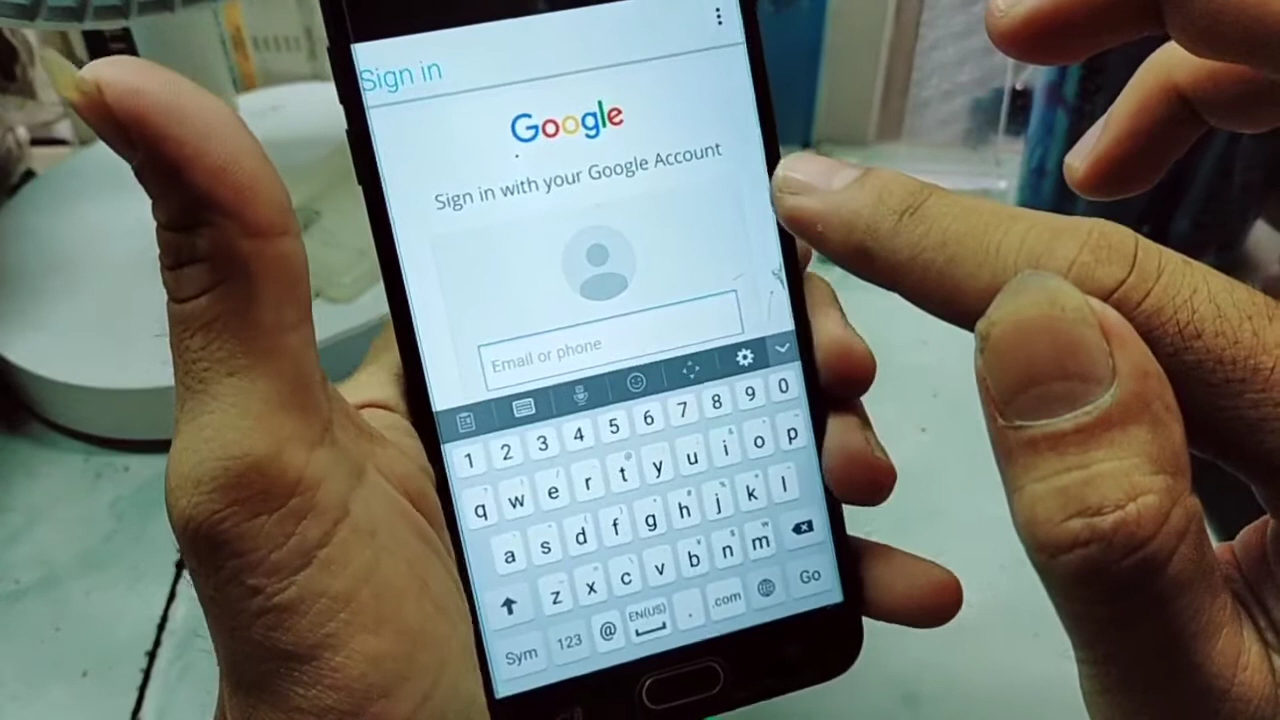 Sign in
Google
Sign in with your Google Account
Email or phone
1 2 3 4 5 6 7 8 9 0
q w e r t y u i o p
a s d f g h j k l
z x c v b n m
Sym 123 @ EN(US) . .com Go